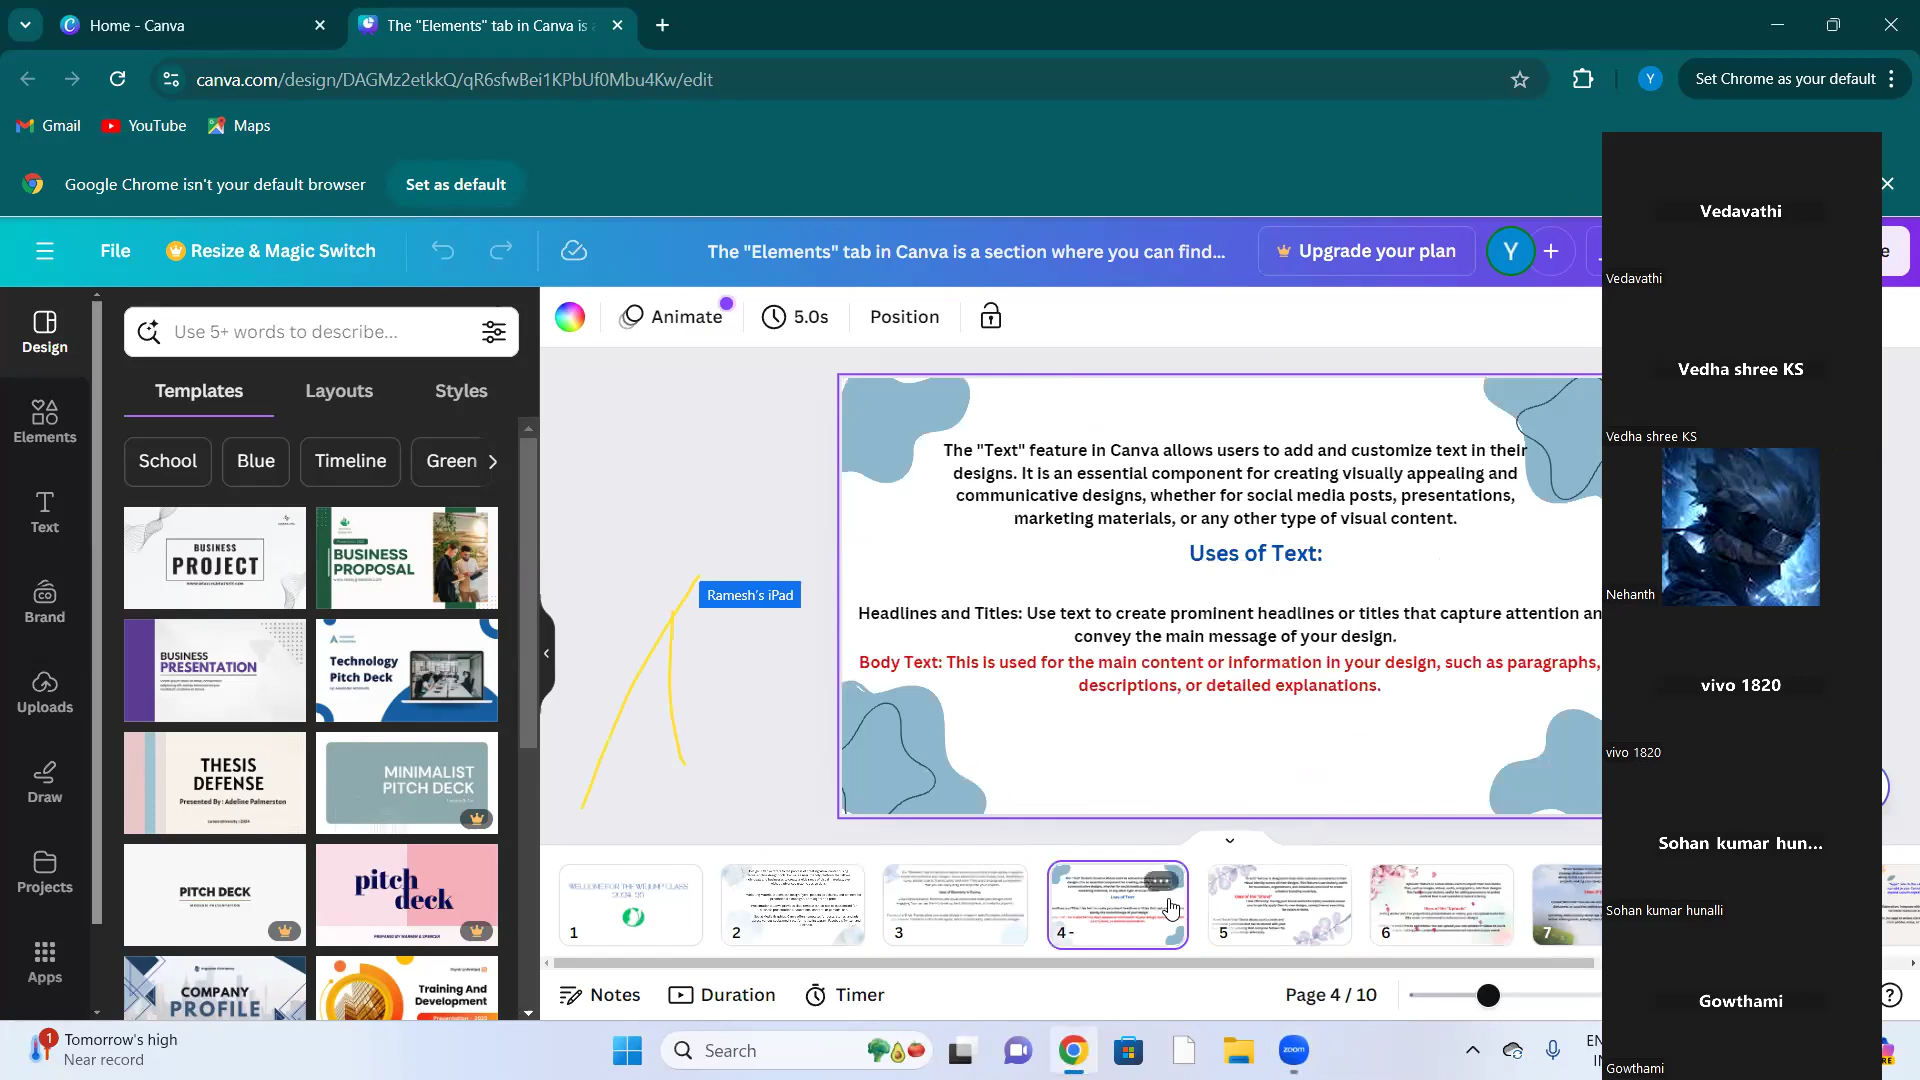 Home - Canva
The "Elements" tab in Canva is
canva.com/design/DAGMz2etkkQ/qR6sfwBei1KPbUf0Mbu4Kw/edit
Y
Set Chrome as your default
Gmail
YouTube
Maps
Google Chrome isn't your default browser
Set as default
File
Resize & Magic Switch
The "Elements" tab in Canva is a section where you can find...
Upgrade your plan
Y
e
Design
Elements
Text
Brand
Uploads
Draw
Projects
Apps
Use 5+ words to describe...
Templates
Layouts
Styles
School
Blue
Timeline
Green
BUSINESS
PROJECT
BUSINESS
PROPOSAL
BUSINESS
PRESENTATION
Technology
Pitch Deck
THESIS
DEFENSE
Presented By : Adeline Palmerston
MINIMALIST
PITCH DECK
PITCH DECK
pitch
deck
COMPANY
PROFILE
Training And
Development
Animate
5.0s
Position
Ramesh's iPad
The "Text" feature in Canva allows users to add and customize text in their
designs. It is an essential component for creating visually appealing and
communicative designs, whether for social media posts, presentations,
marketing materials, or any other type of visual content.
Uses of Text:
Headlines and Titles: Use text to create prominent headlines or titles that capture attention an
convey the main message of your design.
Body Text: This is used for the main content or information in your design, such as paragraphs,
descriptions, or detailed explanations.
1
2
3
4 -
5
6
7
Notes
Duration
Timer
Page 4 / 10
Vedavathi
Vedavathi
Vedha shree KS
Vedha shree KS
Nehanth
vivo 1820
vivo 1820
Sohan kumar hun...
Sohan kumar hunalli
Gowthami
Gowthami
1
Tomorrow's high
Near record
Search
zoom